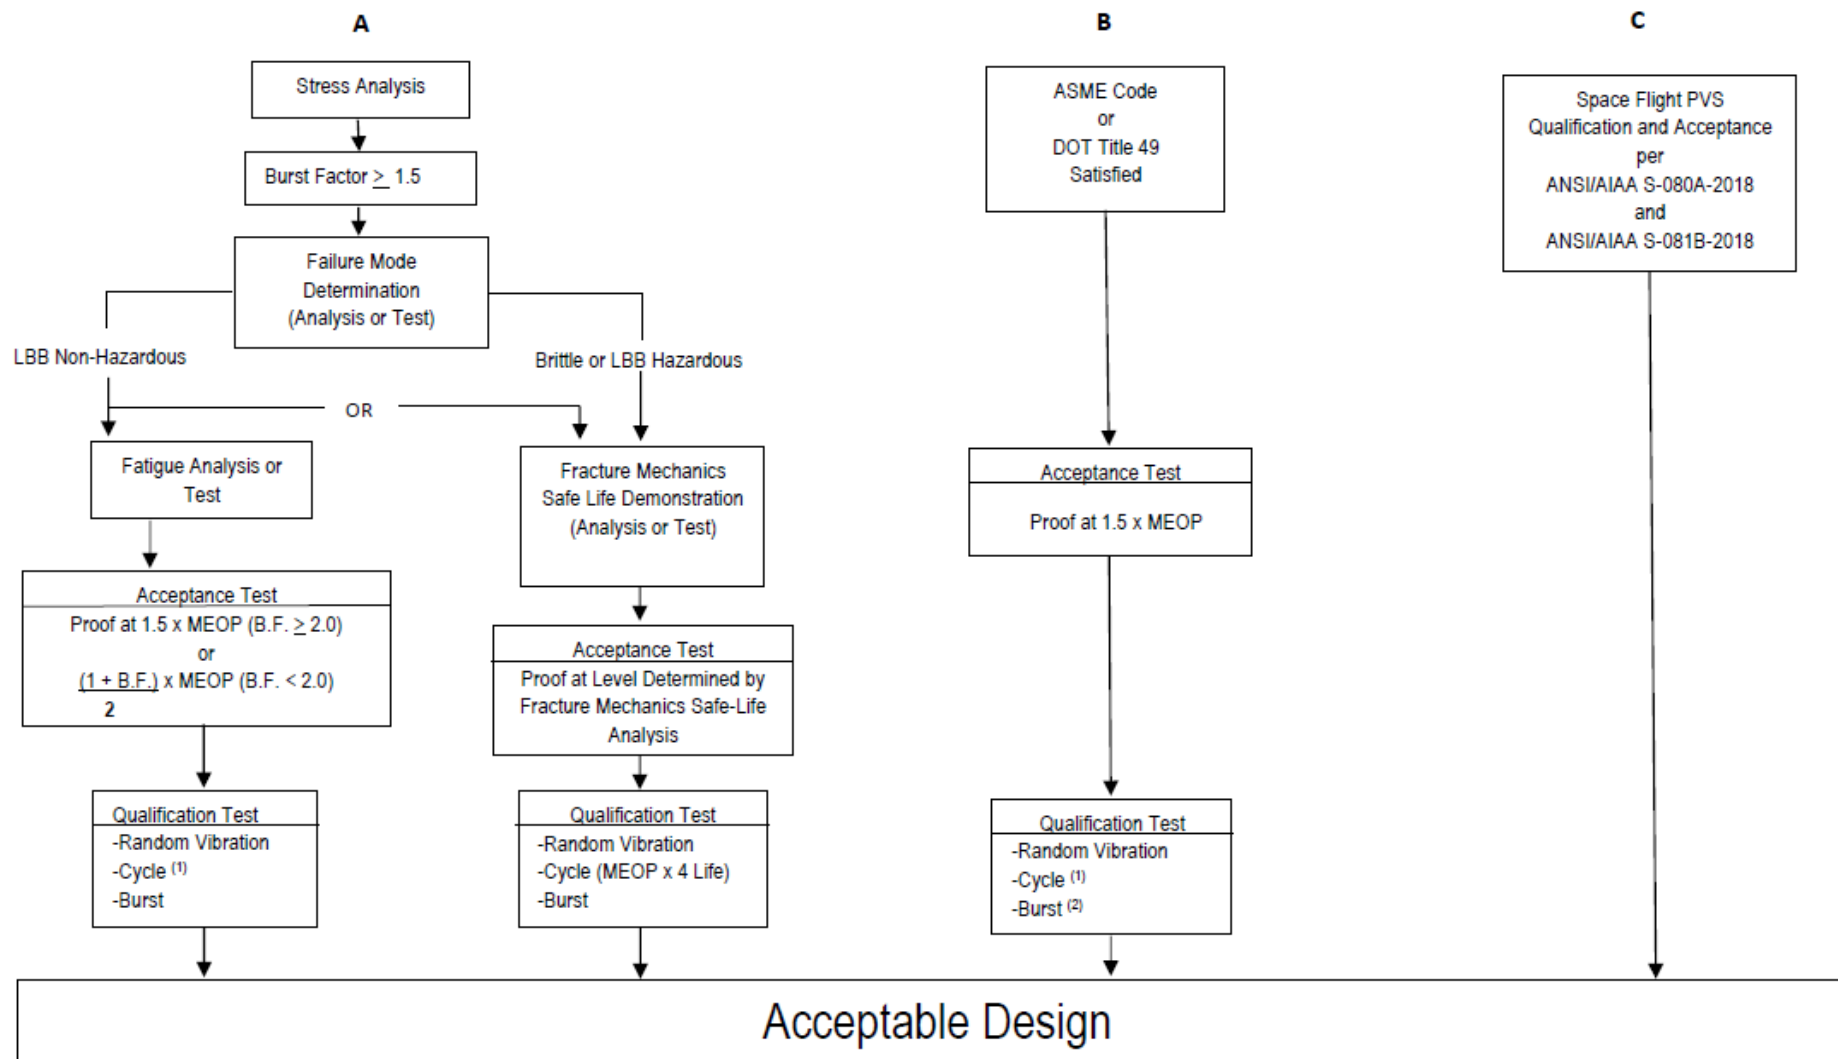 A
Stress Analysis
Burst Factor ≥ 1.5
Failure Mode
Determination
(Analysis or Test)
LBB Non-Hazardous
Brittle or LBB Hazardous
OR
Fatigue Analysis or
Test
Acceptance Test
Proof at 1.5 x MEOP (B.F. ≥ 2.0)
or
(1 + B.F.) x MEOP (B.F. < 2.0)
2
Qualification Test
-Random Vibration
-Cycle (1)
-Burst
Fracture Mechanics
Safe Life Demonstration
(Analysis or Test)
Acceptance Test
Proof at Level Determined by
Fracture Mechanics Safe-Life
Analysis
Qualification Test
-Random Vibration
-Cycle (MEOP x 4 Life)
-Burst
B
ASME Code
or
DOT Title 49
Satisfied
Acceptance Test
Proof at 1.5 x MEOP
Qualification Test
-Random Vibration
-Cycle (1)
-Burst (2)
C
Space Flight PVS
Qualification and Acceptance
per
ANSI/AIAA S-080A-2018
and
ANSI/AIAA S-081B-2018
Acceptable Design